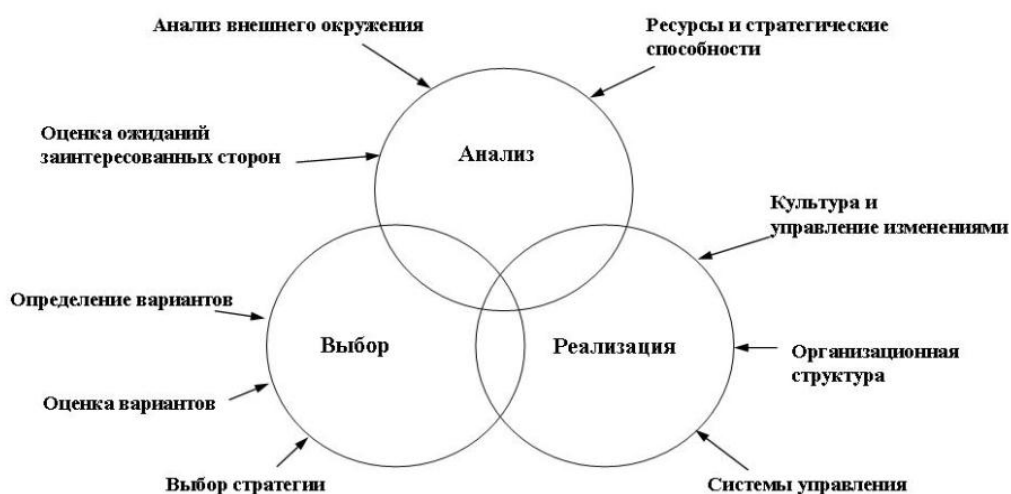 Анализ внешнего окружения
Ресурсы и стратегические
способности
Оценка ожиданий
заинтересованных сторон
Анализ
Культура и
управление изменениями
Определение вариантов
Выбор
Реализация
Организационная
структура
Оценка вариантов
Выбор стратегии
Системы управления